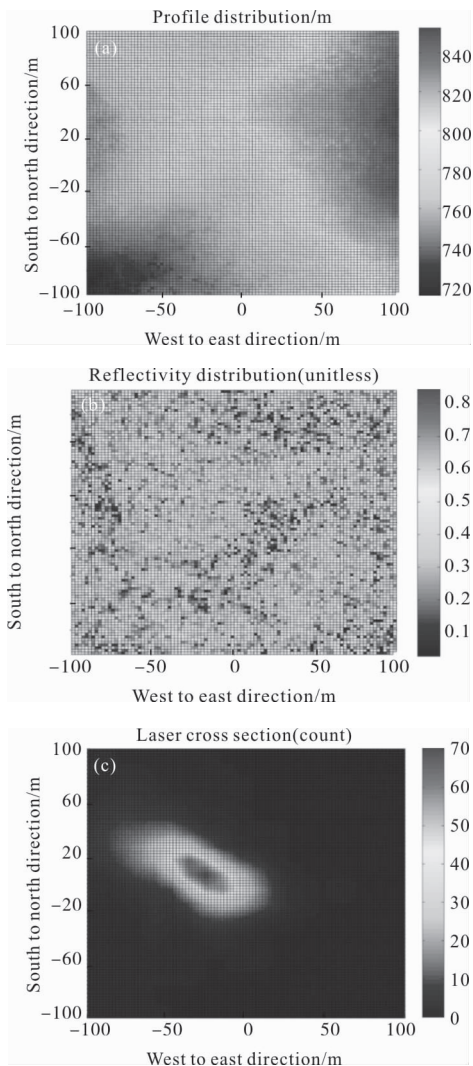 Profile distribution/m
(a)
100
60
20
−20
−60
−100
South to north direction/m
−100 −50 0 50 100
West to east direction/m
840
820
800
780
760
740
720
Reflectivity distribution(unitless)
(b)
South to north direction/m
−100 −50 0 50 100
West to east direction/m
0.8
0.7
0.6
0.5
0.4
0.3
0.2
0.1
Laser cross section(count)
(c)
100
60
20
−20
−60
−100
South to north direction/m
−100 −50 0 50 100
West to east direction/m
70
60
50
40
30
20
10
0